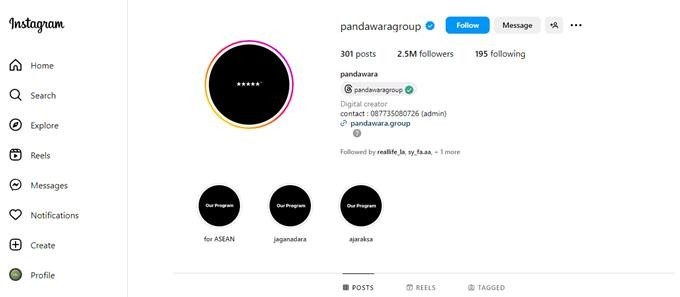 Instagram
Home
Search
Explore
Reels
Messages
Notifications
Create
Profile
pandawaragroup Follow Message
301 posts 2.5M followers 195 following
pandawara
pandawaragroup
Digital creator
contact : 087735080726 (admin)
pandawara.group
?
Followed by reallife_la, sy_fa.aa, + 1 more
*****
Our Program Our Program Our Program
for ASEAN jaganadara ajaraksa
POSTS REELS TAGGED